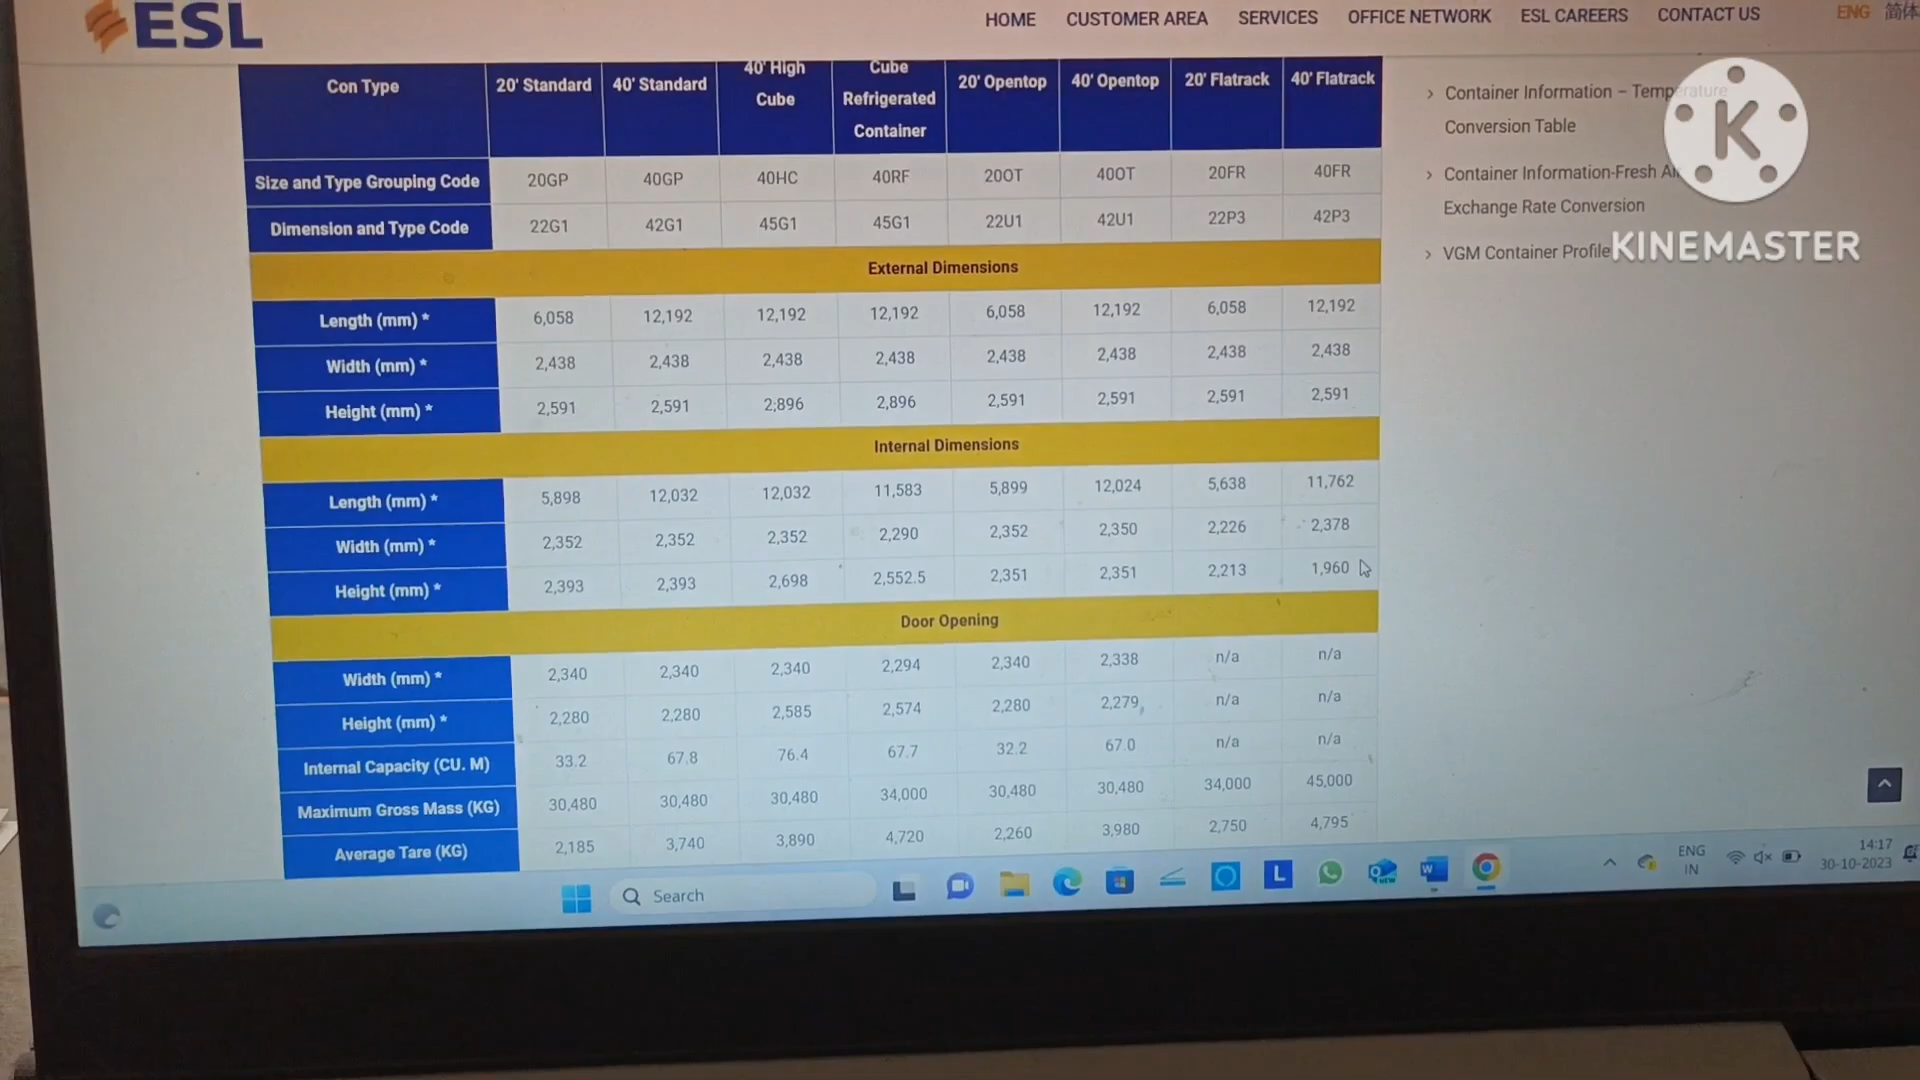 ESL
HOME CUSTOMER AREA SERVICES OFFICE NETWORK ESL CAREERS CONTACT US ENG 简体
Con Type 20' Standard 40' Standard 40' High Cube Cube Refrigerated Container 20' Opentop 40' Opentop 20' Flatrack 40' Flatrack
Size and Type Grouping Code 20GP 40GP 40HC 40RF 20OT 40OT 20FR 40FR
Dimension and Type Code 22G1 42G1 45G1 45G1 22U1 42U1 22P3 42P3
External Dimensions
Length (mm) * 6,058 12,192 12,192 12,192 6,058 12,192 6,058 12,192
Width (mm) * 2,438 2,438 2,438 2,438 2,438 2,438 2,438 2,438
Height (mm) * 2,591 2,591 2;896 2,896 2,591 2,591 2,591 2,591
Internal Dimensions
Length (mm) * 5,898 12,032 12,032 11,583 5,899 12,024 5,638 11,762
Width (mm) * 2,352 2,352 2,352 2,290 2,352 2,350 2,226 2,378
Height (mm) * 2,393 2,393 2,698 2,552.5 2,351 2,351 2,213 1,960
Door Opening
Width (mm) * 2,340 2,340 2,340 2,294 2,340 2,338 n/a n/a
Height (mm) * 2,280 2,280 2,585 2,574 2,280 2,279 n/a n/a
Internal Capacity (CU. M) 33.2 67.8 76.4 67.7 32.2 67.0 n/a n/a
Maximum Gross Mass (KG) 30,480 30,480 30,480 34,000 30,480 30,480 34,000 45,000
Average Tare (KG) 2,185 3,740 3,890 4,720 2,260 3,980 2,750 4,795
Container Information – Temperature
Conversion Table
Container Information-Fresh Air
Exchange Rate Conversion
VGM Container Profile
K
KINEMASTER
Search
L
NEW
W
ENG
IN
14:17
30-10-2023